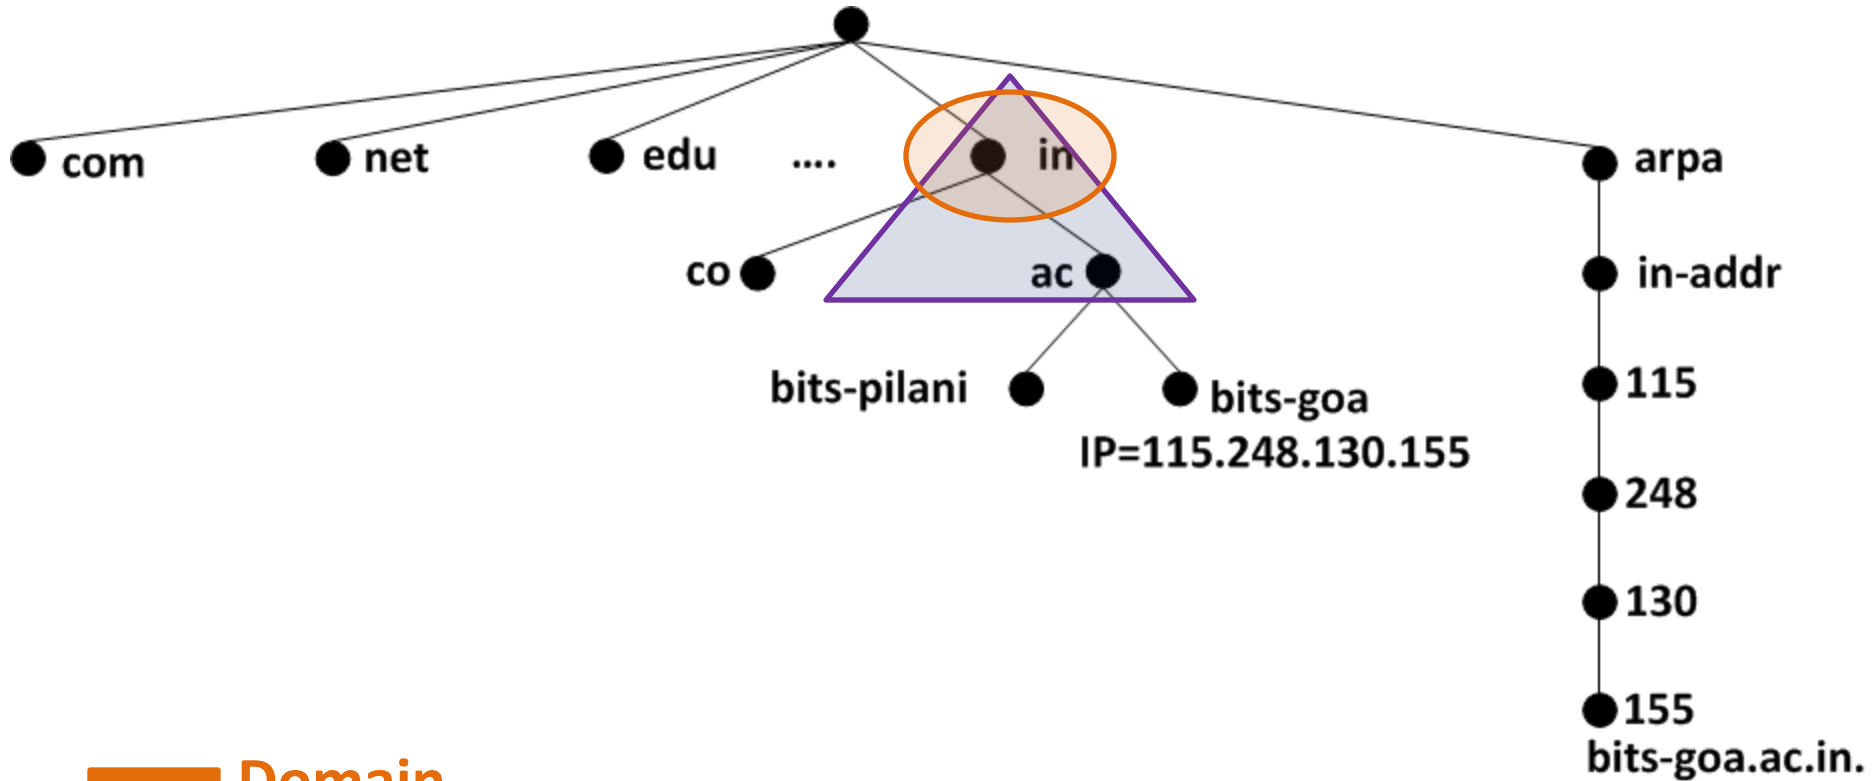 com
net
edu
....
in
arpa
co
ac
in-addr
bits-pilani
bits-goa
115
IP=115.248.130.155
248
130
155
bits-goa.ac.in.
Domain